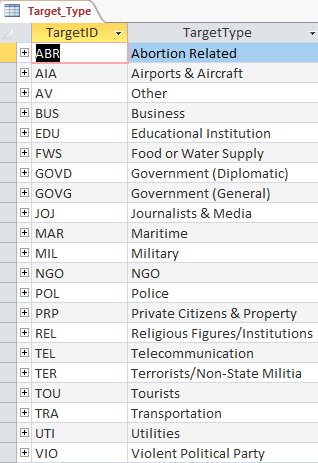 Target_Type
TargetID TargetType
ABR Abortion Related
AIA Airports & Aircraft
AV Other
BUS Business
EDU Educational Institution
FWS Food or Water Supply
GOVD Government (Diplomatic)
GOVG Government (General)
JOJ Journalists & Media
MAR Maritime
MIL Military
NGO NGO
POL Police
PRP Private Citizens & Property
REL Religious Figures/Institutions
TEL Telecommunication
TER Terrorists/Non-State Militia
TOU Tourists
TRA Transportation
UTI Utilities
VIO Violent Political Party